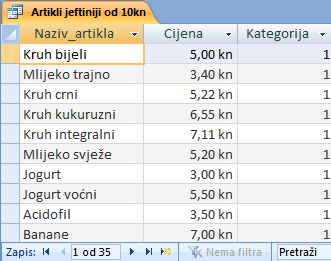 Artikli jeftiniji od 10kn
Naziv_artikla Cijena Kategorija
Kruh bijeli 5,00 kn 1
Mlijeko trajno 3,40 kn 1
Kruh crni 5,22 kn 1
Kruh kukuruzni 6,55 kn 1
Kruh integralni 7,11 kn 1
Mlijeko svježe 5,20 kn 1
Jogurt 3,00 kn 1
Jogurt voćni 5,50 kn 1
Acidofil 3,50 kn 1
Banane 7,00 kn 1
Zapis: 1 od 35 Nema filtra Pretraži